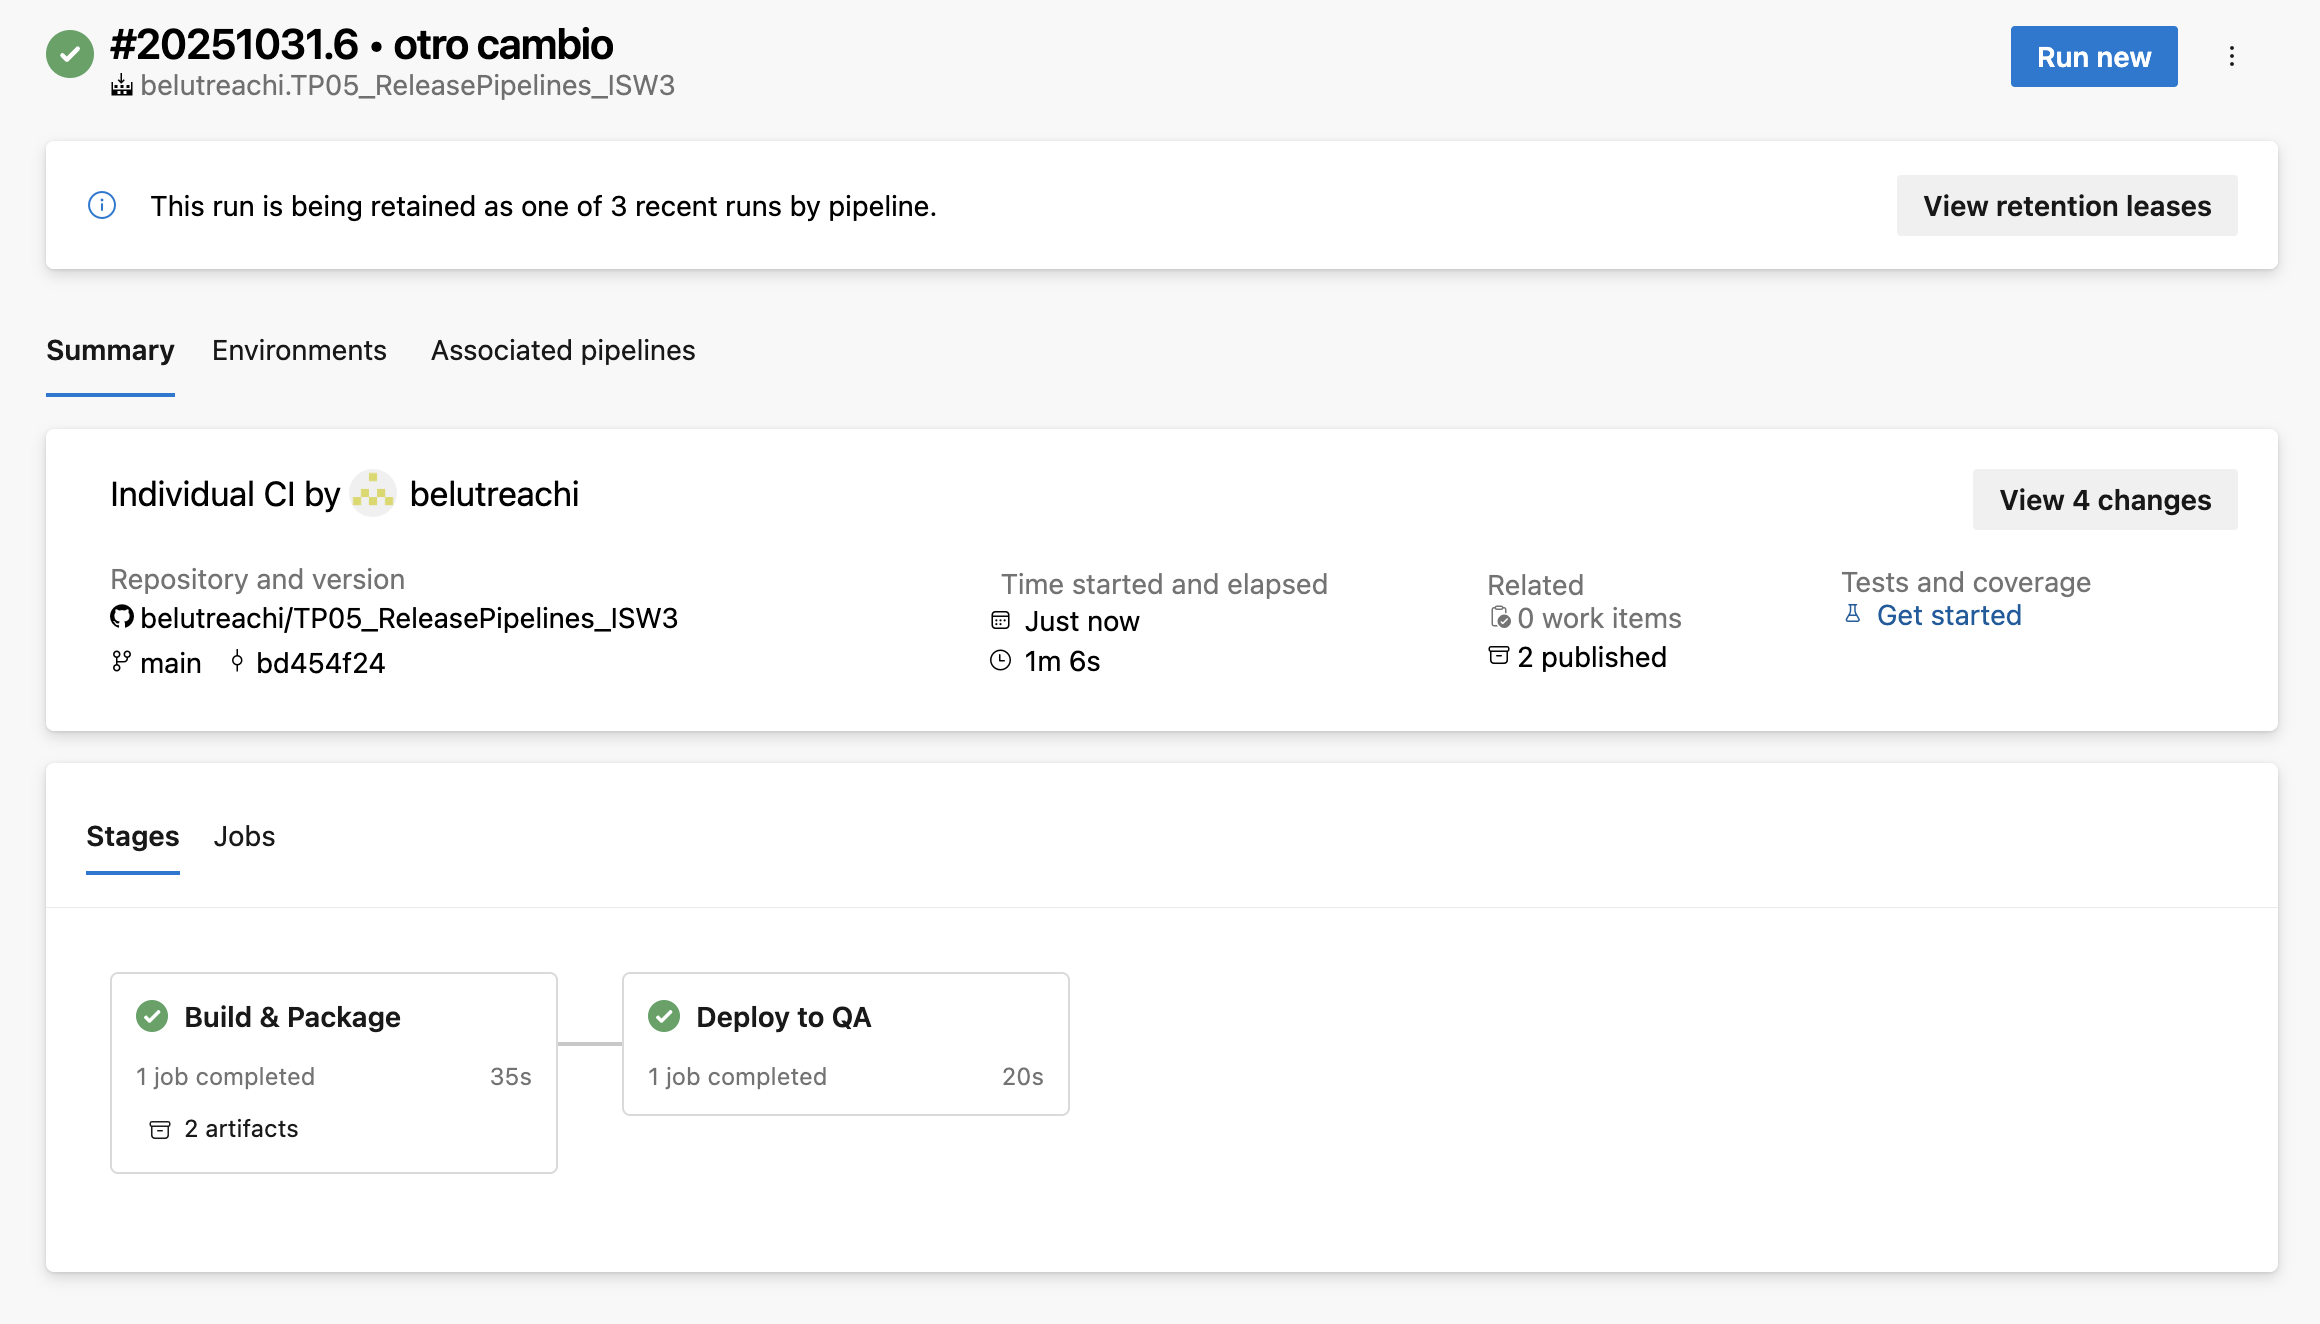 #20251031.6 • otro cambio
belutreachi.TP05_ReleasePipelines_ISW3
Run new
This run is being retained as one of 3 recent runs by pipeline.
View retention leases
Summary Environments Associated pipelines
Individual CI by belutreachi
View 4 changes
Repository and version
belutreachi/TP05_ReleasePipelines_ISW3
main bd454f24
Time started and elapsed
Just now
1m 6s
Related
0 work items
2 published
Tests and coverage
Get started
Stages Jobs
Build & Package
1 job completed 35s
2 artifacts
Deploy to QA
1 job completed 20s